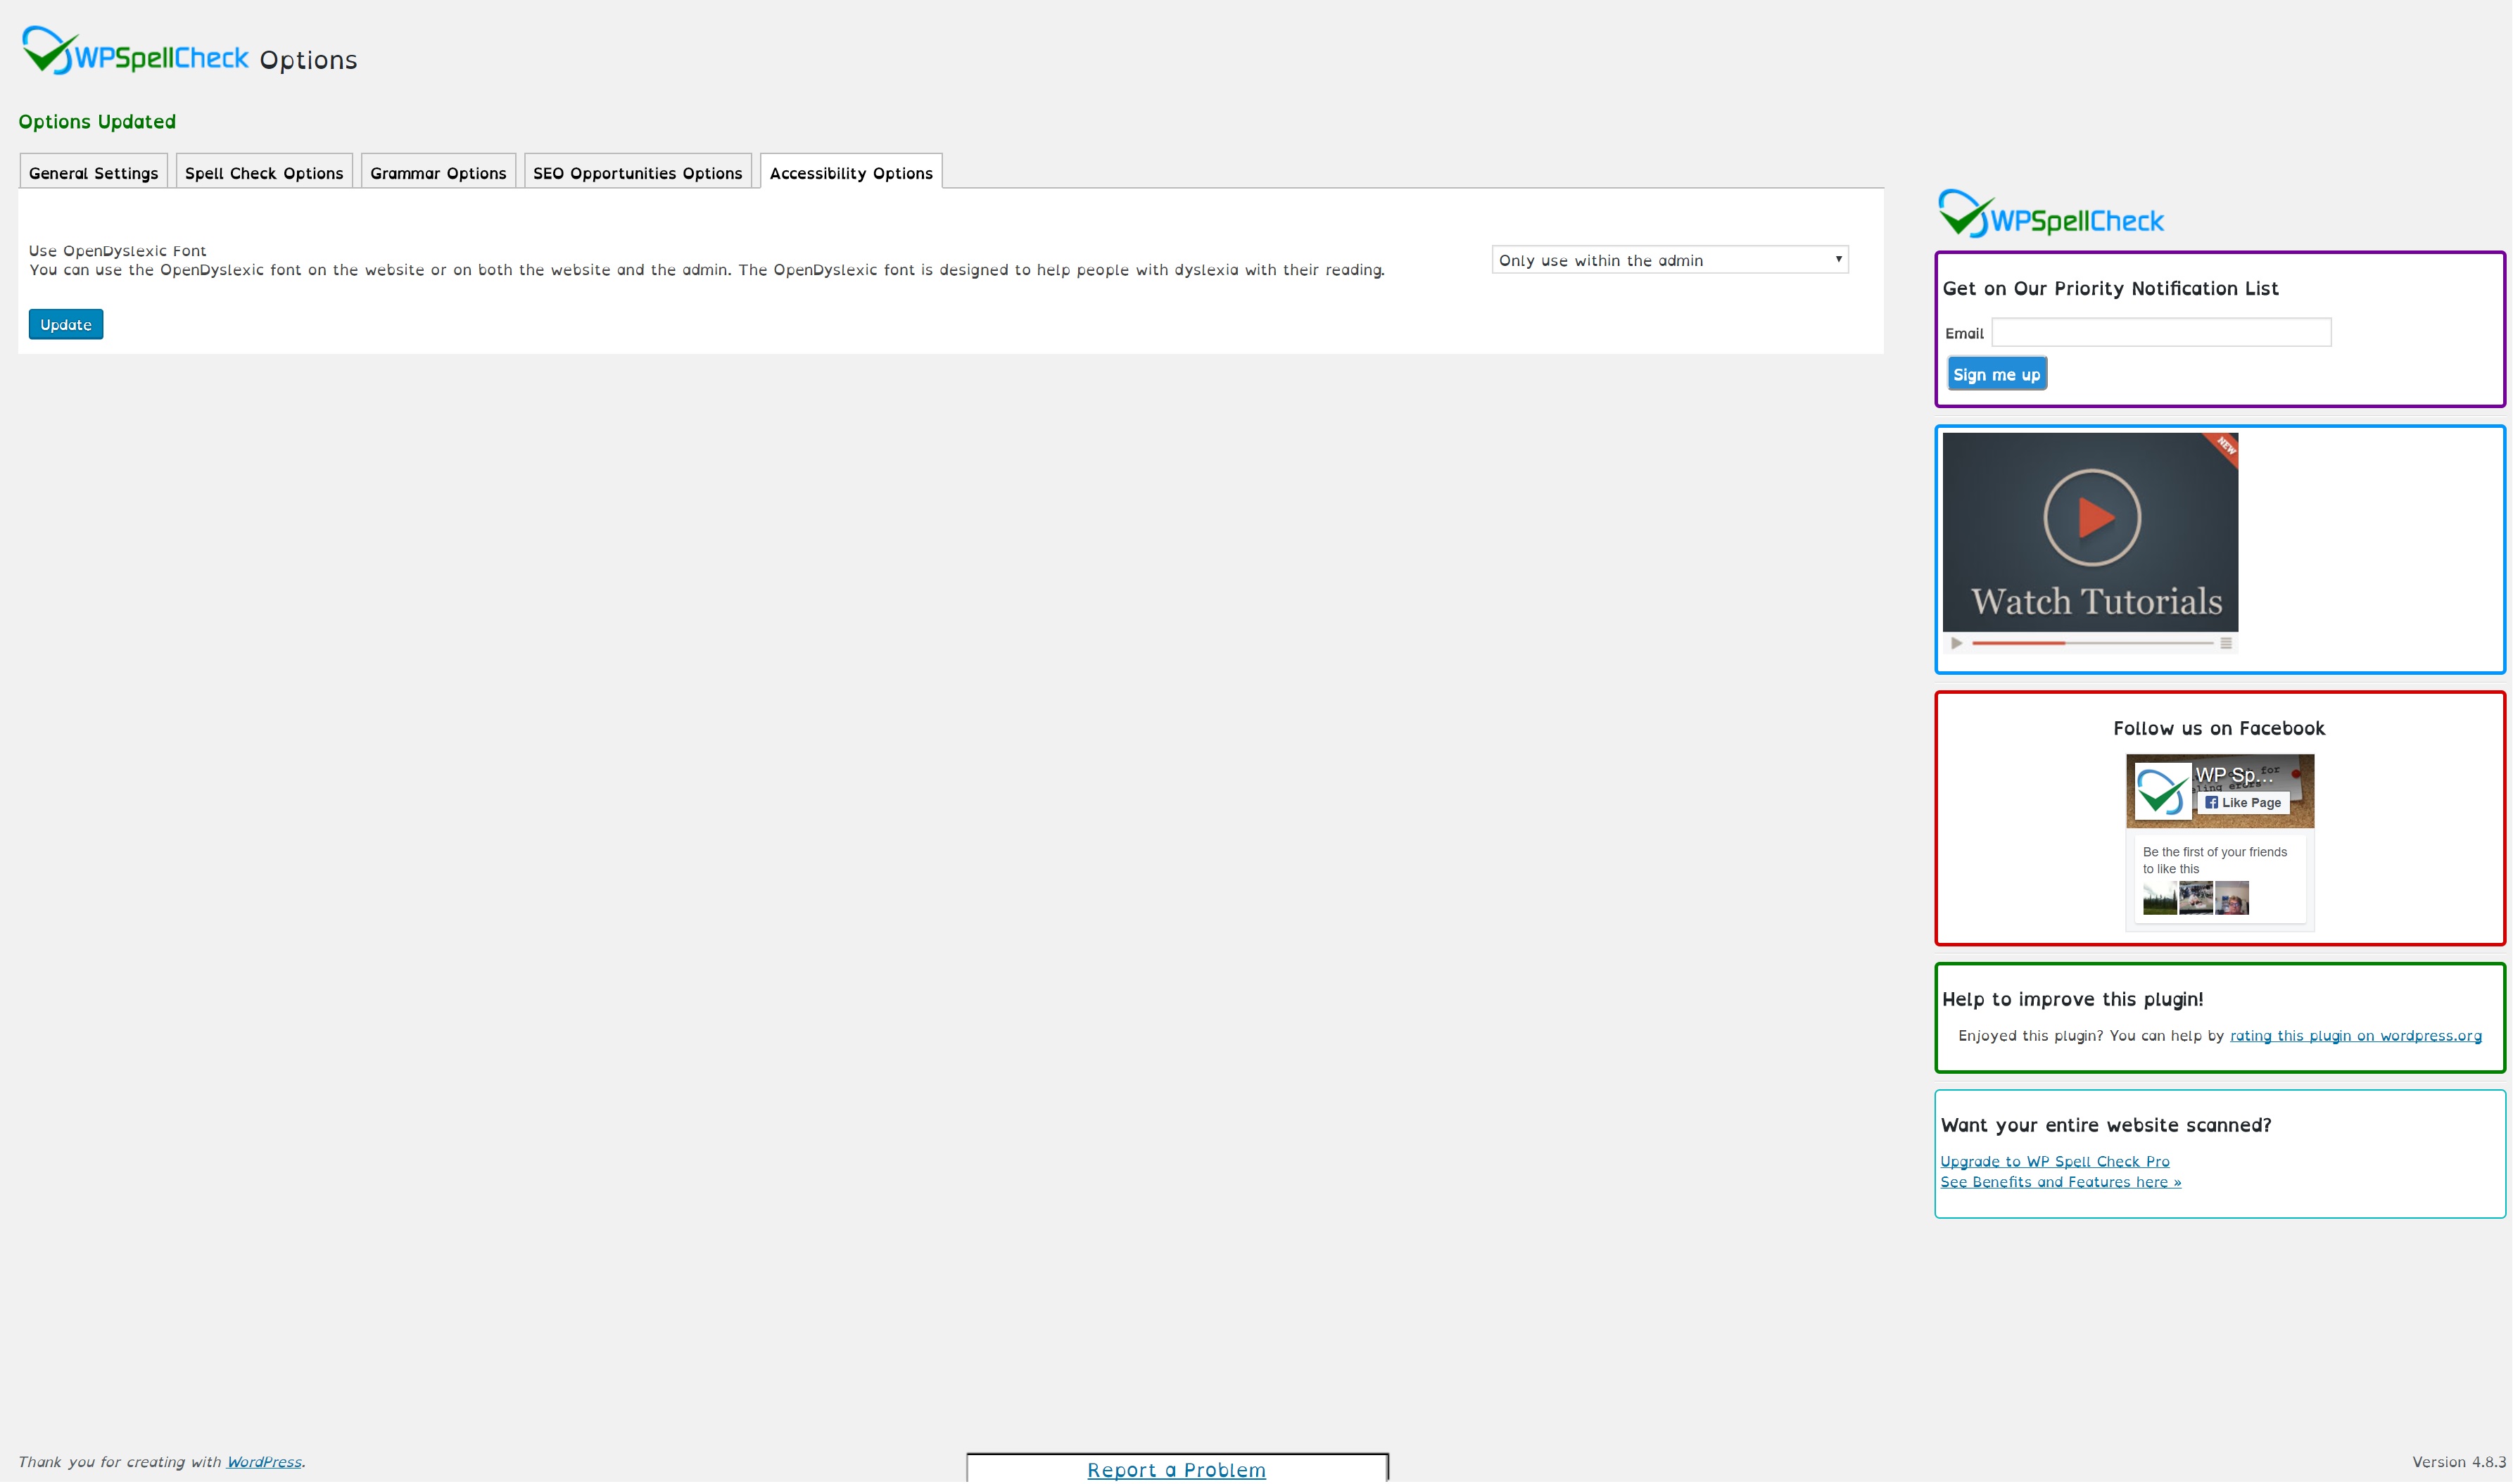 WPSpellCheck Options
Options Updated
General Settings
Spell Check Options
Grammar Options
SEO Opportunities Options
Accessibility Options
Use OpenDyslexic Font
You can use the OpenDyslexic font on the website or on both the website and the admin. The OpenDyslexic font is designed to help people with dyslexia with their reading.
Only use within the admin
Update
WPSpellCheck
Get on Our Priority Notification List
Email
Sign me up
NEW
Watch Tutorials
Follow us on Facebook
WP Sp...
for
Like Page
Be the first of your friends
to like this
Help to improve this plugin!
Enjoyed this plugin? You can help by rating this plugin on wordpress.org
Want your entire website scanned?
Upgrade to WP Spell Check Pro
See Benefits and Features here »
Thank you for creating with WordPress.
Report a Problem
Version 4.8.3